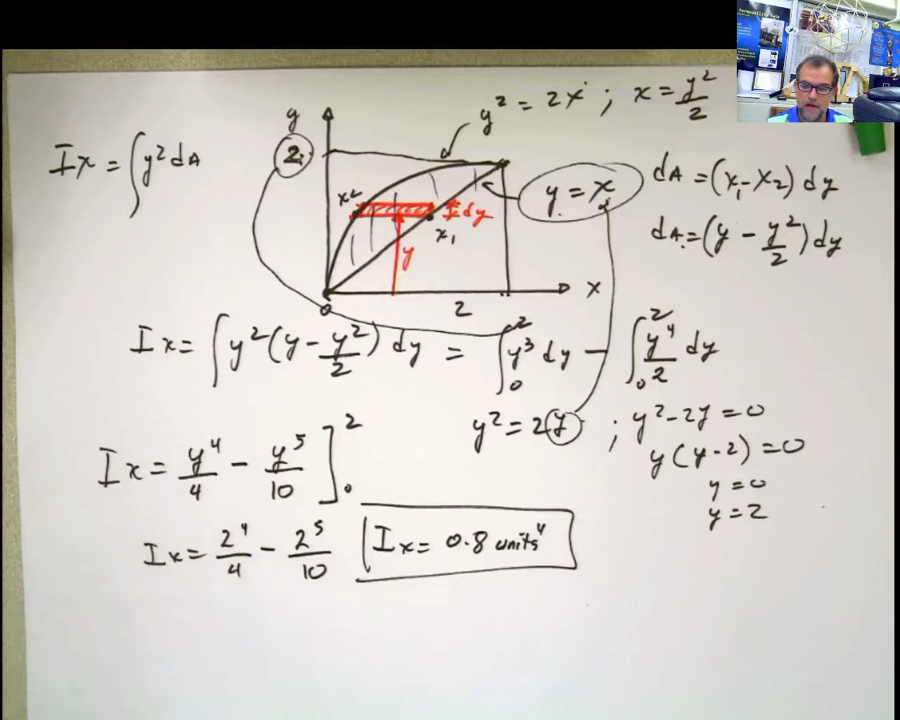 y² = 2x ; x = y²/2
Ix = ∫ y² dA
y
2
x2
y = x
dA = (x₁ - x₂) dy
dy
x₁
y
dA = (y - y²/2) dy
0
2
x
Ix = ∫ y² (y - y²/2) dy = ∫₀² y³ dy - ∫₀² y⁴/2 dy
y² = 2y ; y² - 2y = 0
y (y - 2) = 0
y = 0
y = 2
Ix = y⁴/4 - y⁵/10 ]₀²
Ix = 2⁴/4 - 2⁵/10
Ix = 0.8 units⁴